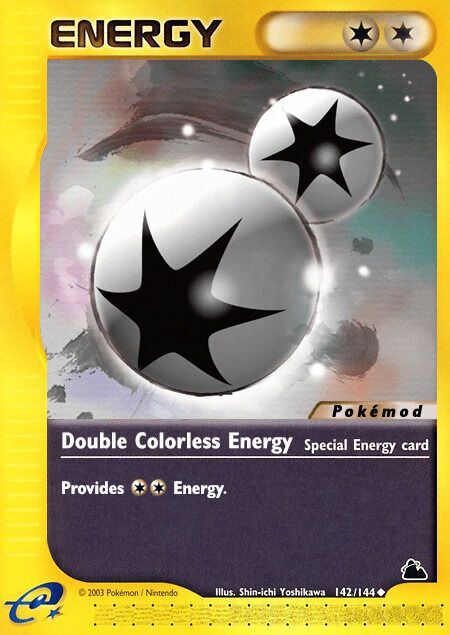 ENERGY
Pokémod
Double Colorless Energy Special Energy card
Provides Energy.
© 2003 Pokémon / Nintendo Illus. Shin-ichi Yoshikawa 142/144
e